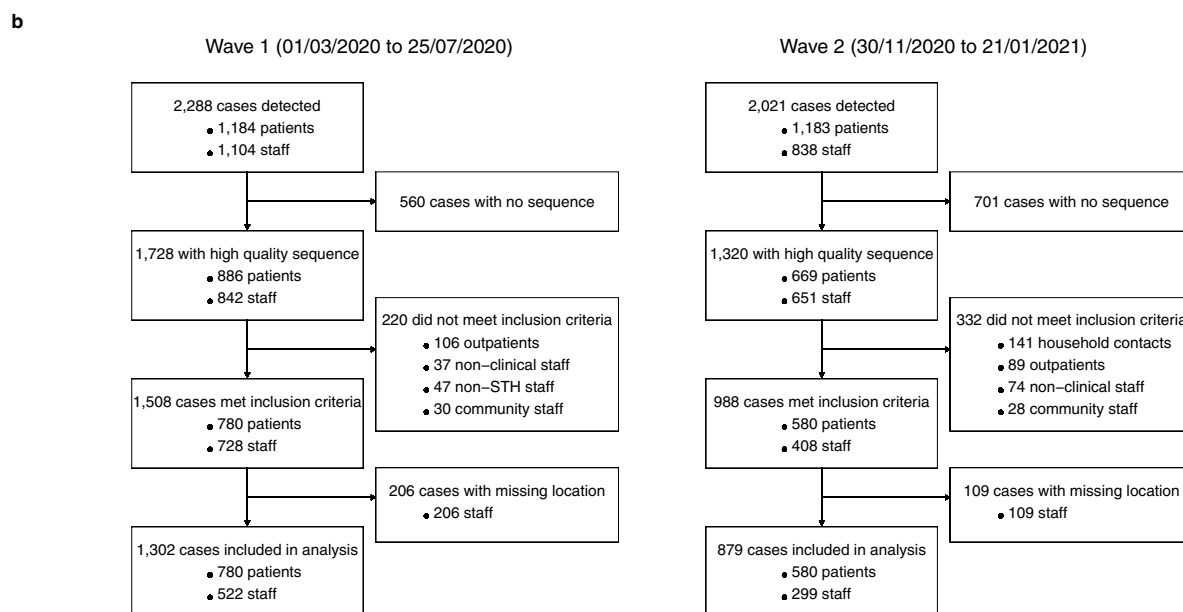 b
Wave 1 (01/03/2020 to 25/07/2020)
2,288 cases detected
• 1,184 patients
• 1,104 staff
560 cases with no sequence
1,728 with high quality sequence
• 886 patients
• 842 staff
220 did not meet inclusion criteria
• 106 outpatients
• 37 non−clinical staff
• 47 non−STH staff
• 30 community staff
1,508 cases met inclusion criteria
• 780 patients
• 728 staff
206 cases with missing location
• 206 staff
1,302 cases included in analysis
• 780 patients
• 522 staff
Wave 2 (30/11/2020 to 21/01/2021)
2,021 cases detected
• 1,183 patients
• 838 staff
701 cases with no sequence
1,320 with high quality sequence
• 669 patients
• 651 staff
332 did not meet inclusion criteria
• 141 household contacts
• 89 outpatients
• 74 non−clinical staff
• 28 community staff
988 cases met inclusion criteria
• 580 patients
• 408 staff
109 cases with missing location
• 109 staff
879 cases included in analysis
• 580 patients
• 299 staff